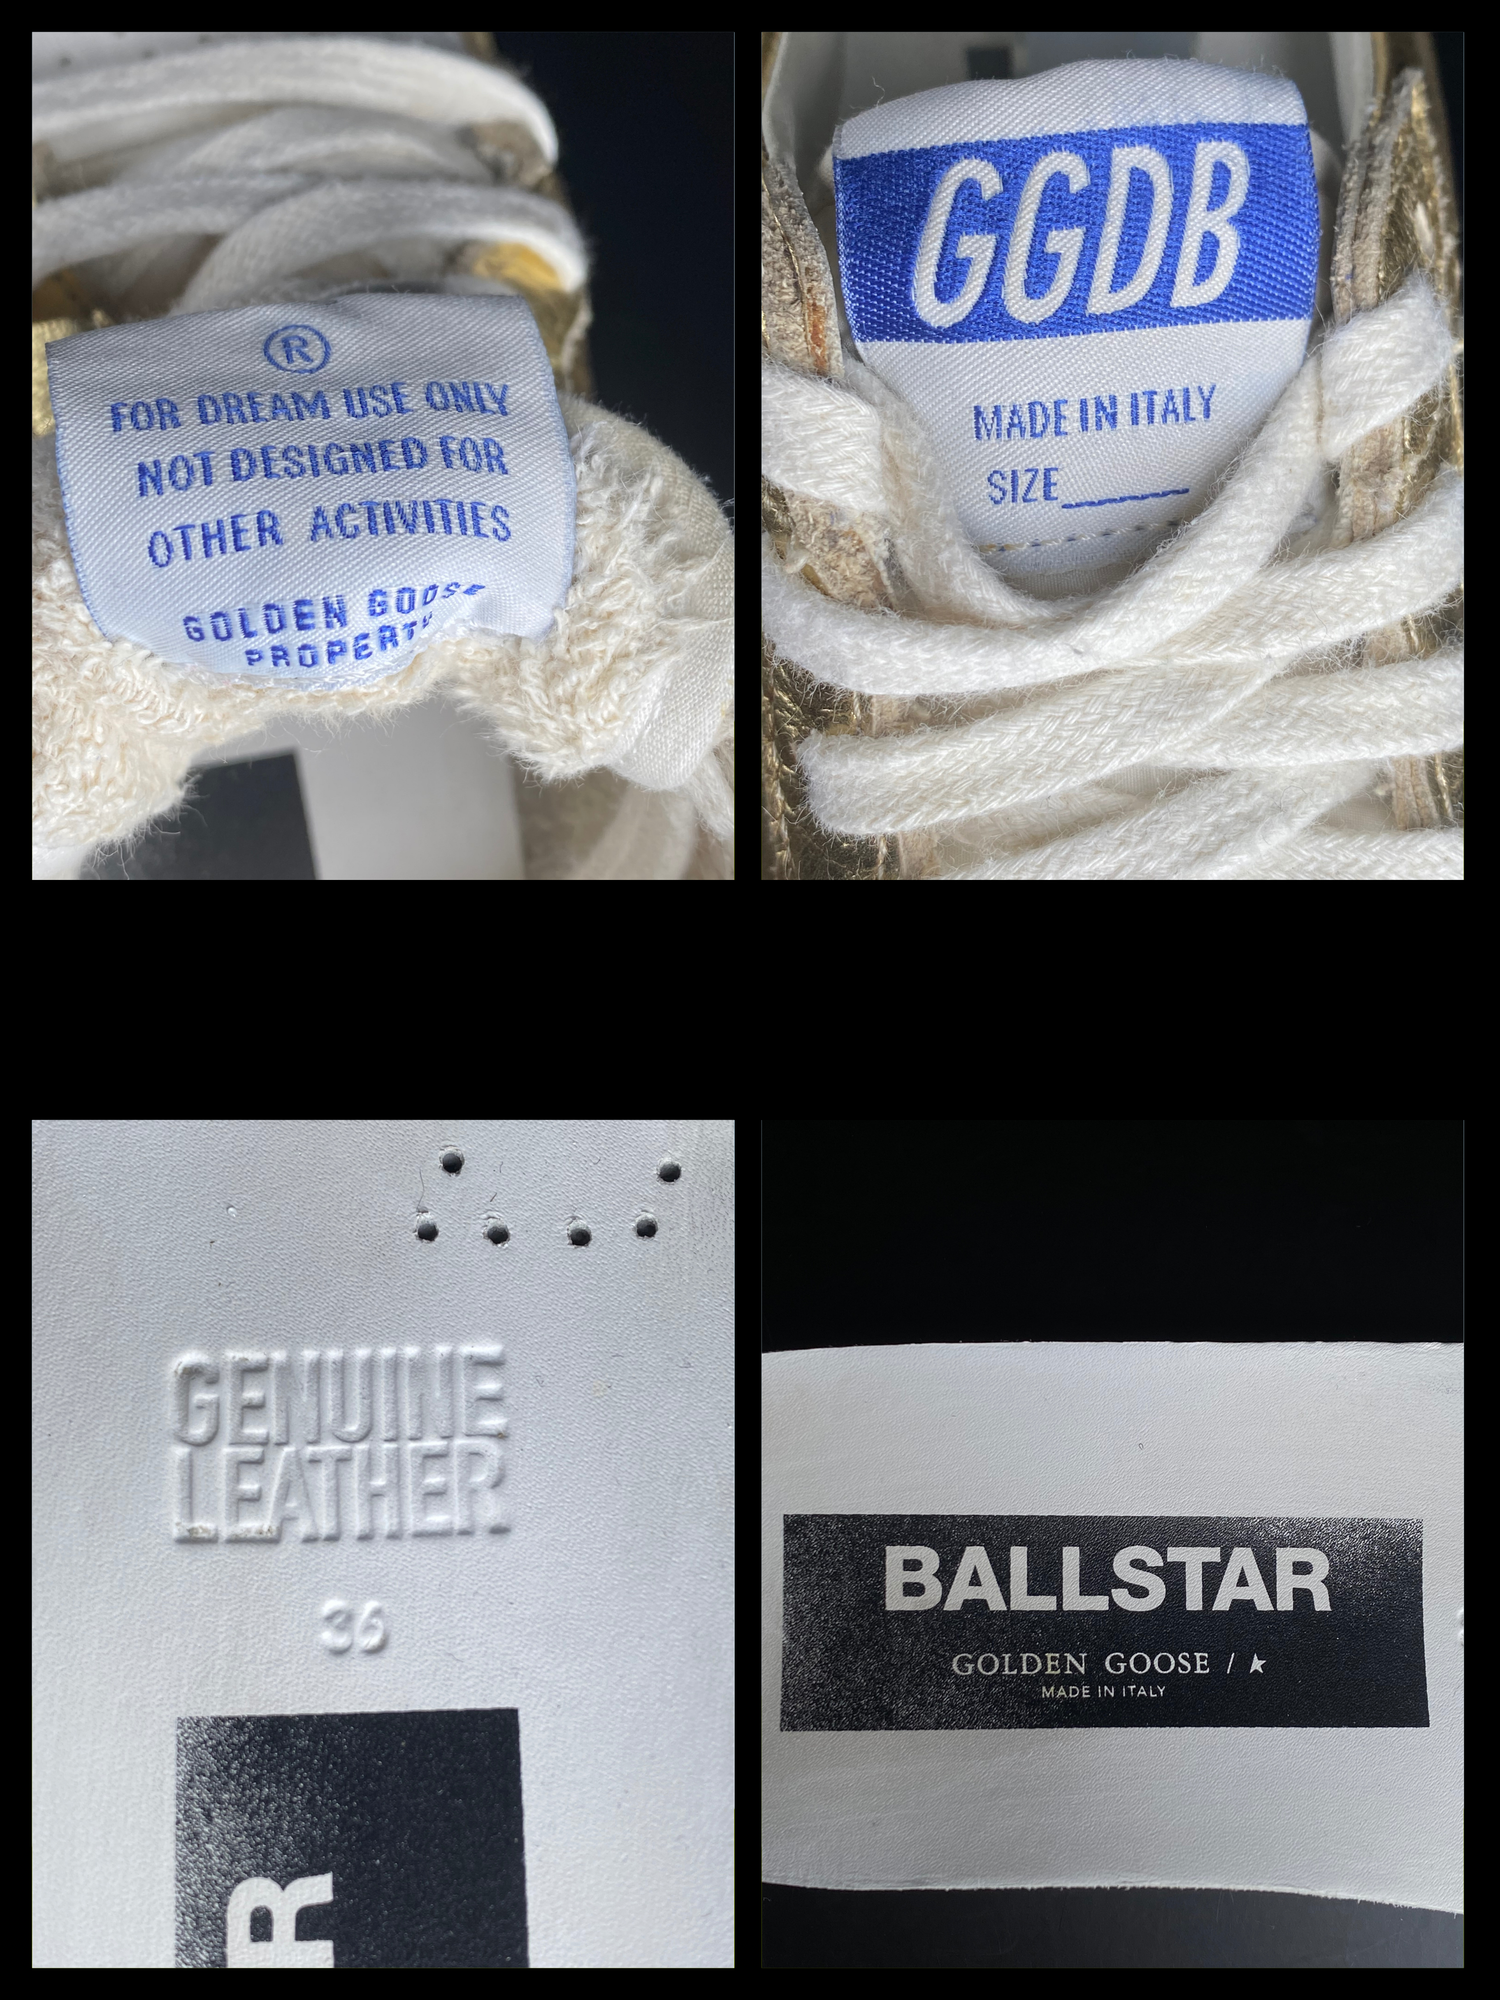 ®
FOR DREAM USE ONLY
NOT DESIGNED FOR
OTHER ACTIVITIES
GOLDEN GOOSE
PROPERTY
GGDB
MADE IN ITALY
SIZE_____
GENUINE
LEATHER
36
R
BALLSTAR
GOLDEN GOOSE / ★
MADE IN ITALY